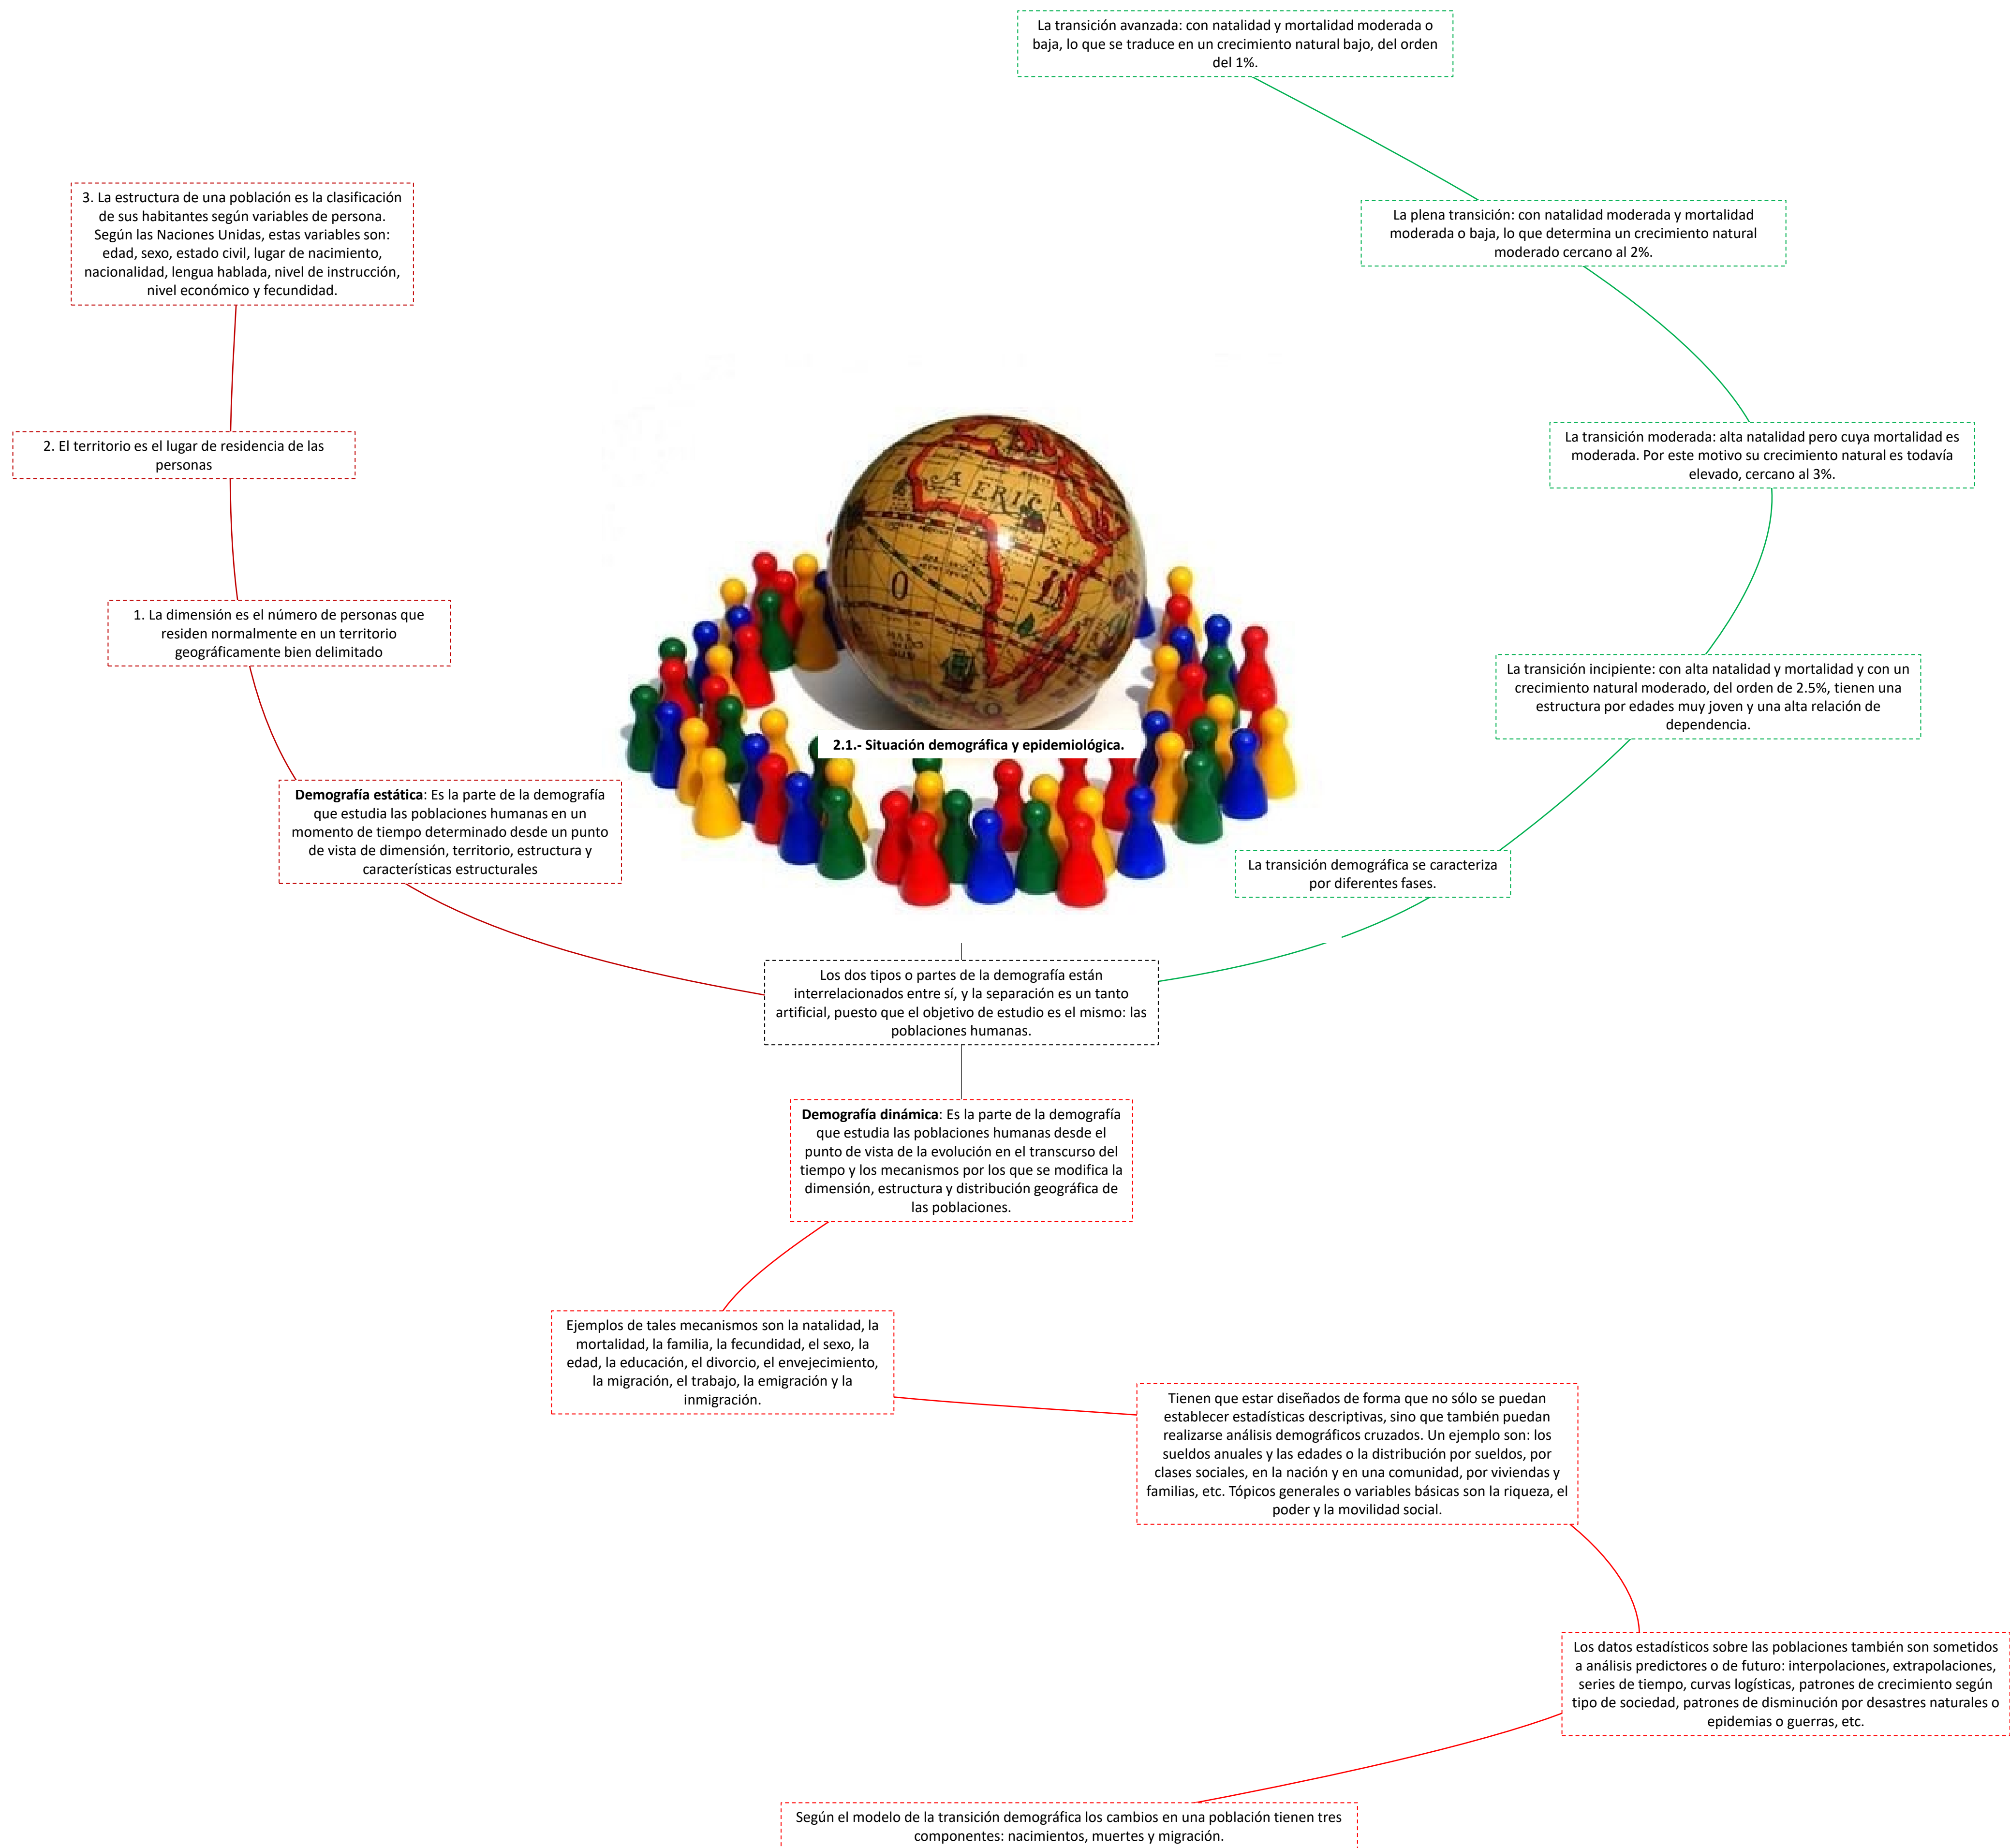 La transición avanzada: con natalidad y mortalidad moderada o
baja, lo que se traduce en un crecimiento natural bajo, del orden
del 1%.
3. La estructura de una población es la clasificación
de sus habitantes según variables de persona.
Según las Naciones Unidas, estas variables son:
edad, sexo, estado civil, lugar de nacimiento,
nacionalidad, lengua hablada, nivel de instrucción,
nivel económico y fecundidad.
La plena transición: con natalidad moderada y mortalidad
moderada o baja, lo que determina un crecimiento natural
moderado cercano al 2%.
2. El territorio es el lugar de residencia de las
personas
La transición moderada: alta natalidad pero cuya mortalidad es
moderada. Por este motivo su crecimiento natural es todavía
elevado, cercano al 3%.
1. La dimensión es el número de personas que
residen normalmente en un territorio
geográficamente bien delimitado
La transición incipiente: con alta natalidad y mortalidad y con un
crecimiento natural moderado, del orden de 2.5%, tienen una
estructura por edades muy joven y una alta relación de
dependencia.
2.1.- Situación demográfica y epidemiológica.
Demografía estática: Es la parte de la demografía
que estudia las poblaciones humanas en un
momento de tiempo determinado desde un punto
de vista de dimensión, territorio, estructura y
características estructurales
La transición demográfica se caracteriza
por diferentes fases.
Los dos tipos o partes de la demografía están
interrelacionados entre sí, y la separación es un tanto
artificial, puesto que el objetivo de estudio es el mismo: las
poblaciones humanas.
Demografía dinámica: Es la parte de la demografía
que estudia las poblaciones humanas desde el
punto de vista de la evolución en el transcurso del
tiempo y los mecanismos por los que se modifica la
dimensión, estructura y distribución geográfica de
las poblaciones.
Ejemplos de tales mecanismos son la natalidad, la
mortalidad, la familia, la fecundidad, el sexo, la
edad, la educación, el divorcio, el envejecimiento,
la migración, el trabajo, la emigración y la
inmigración.
Tienen que estar diseñados de forma que no sólo se puedan
establecer estadísticas descriptivas, sino que también puedan
realizarse análisis demográficos cruzados. Un ejemplo son: los
sueldos anuales y las edades o la distribución por sueldos, por
clases sociales, en la nación y en una comunidad, por viviendas y
familias, etc. Tópicos generales o variables básicas son la riqueza, el
poder y la movilidad social.
Los datos estadísticos sobre las poblaciones también son sometidos
a análisis predictores o de futuro: interpolaciones, extrapolaciones,
series de tiempo, curvas logísticas, patrones de crecimiento según
tipo de sociedad, patrones de disminución por desastres naturales o
epidemias o guerras, etc.
Según el modelo de la transición demográfica los cambios en una población tienen tres
componentes: nacimientos, muertes y migración.